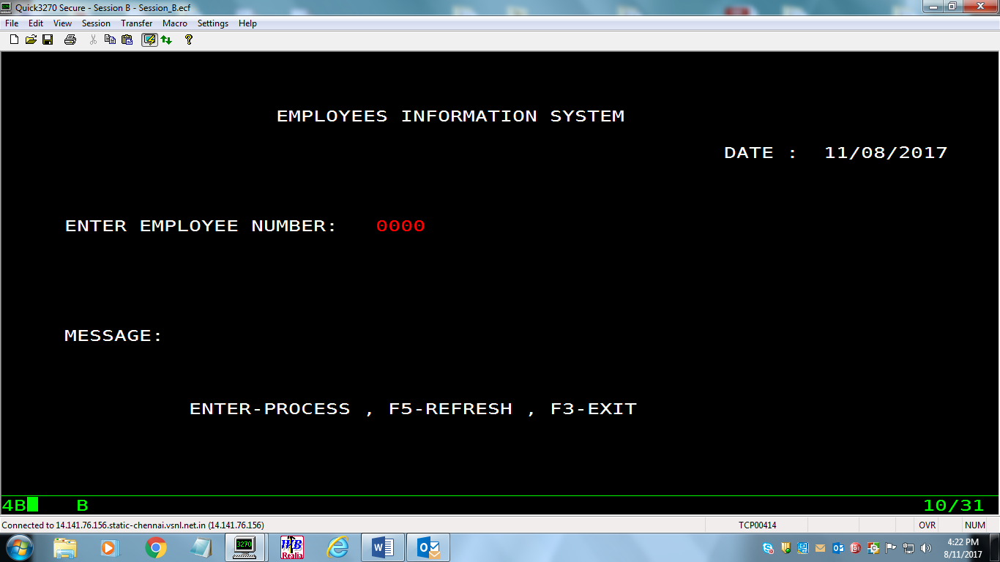 Quick3270 Secure - Session B - Session_B.ecf
File Edit View Session Transfer Macro Settings Help
EMPLOYEES INFORMATION SYSTEM
DATE : 11/08/2017
ENTER EMPLOYEE NUMBER: 0000
MESSAGE:
ENTER-PROCESS , F5-REFRESH , F3-EXIT
4B B 10/31
Connected to 14.141.76.156.static-chennai.vsnl.net.in (14.141.76.156) TCP00414 OVR NUM
3270 Realia
4:22 PM
8/11/2017